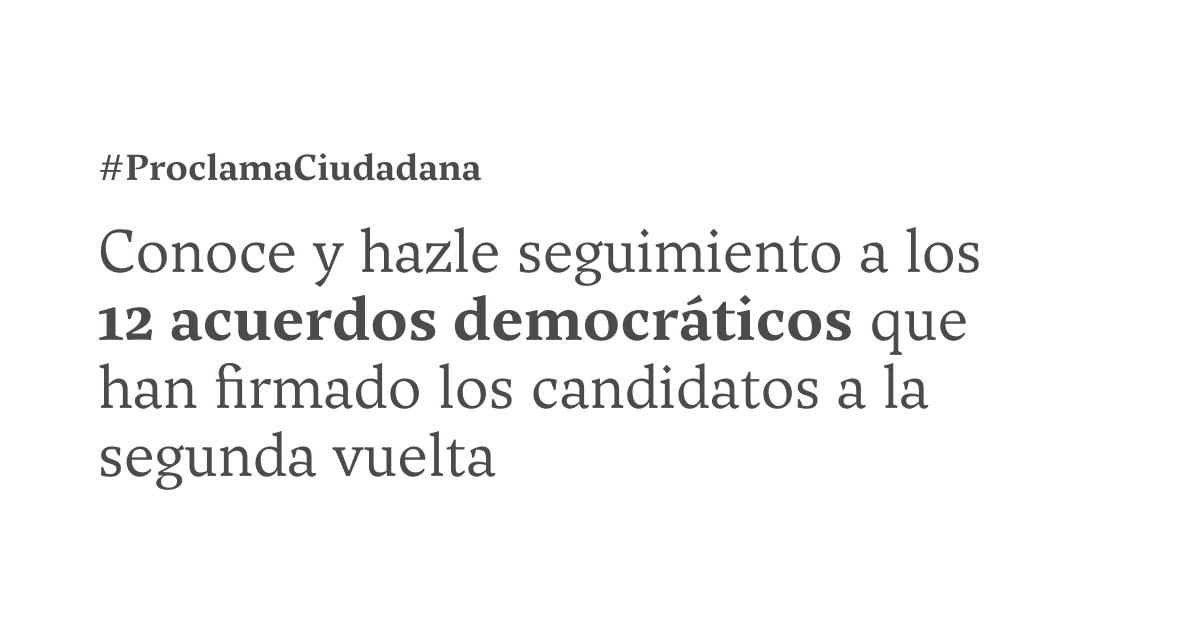 #ProclamaCiudadana
Conoce y hazle seguimiento a los
12 acuerdos democráticos que
han firmado los candidatos a la
segunda vuelta